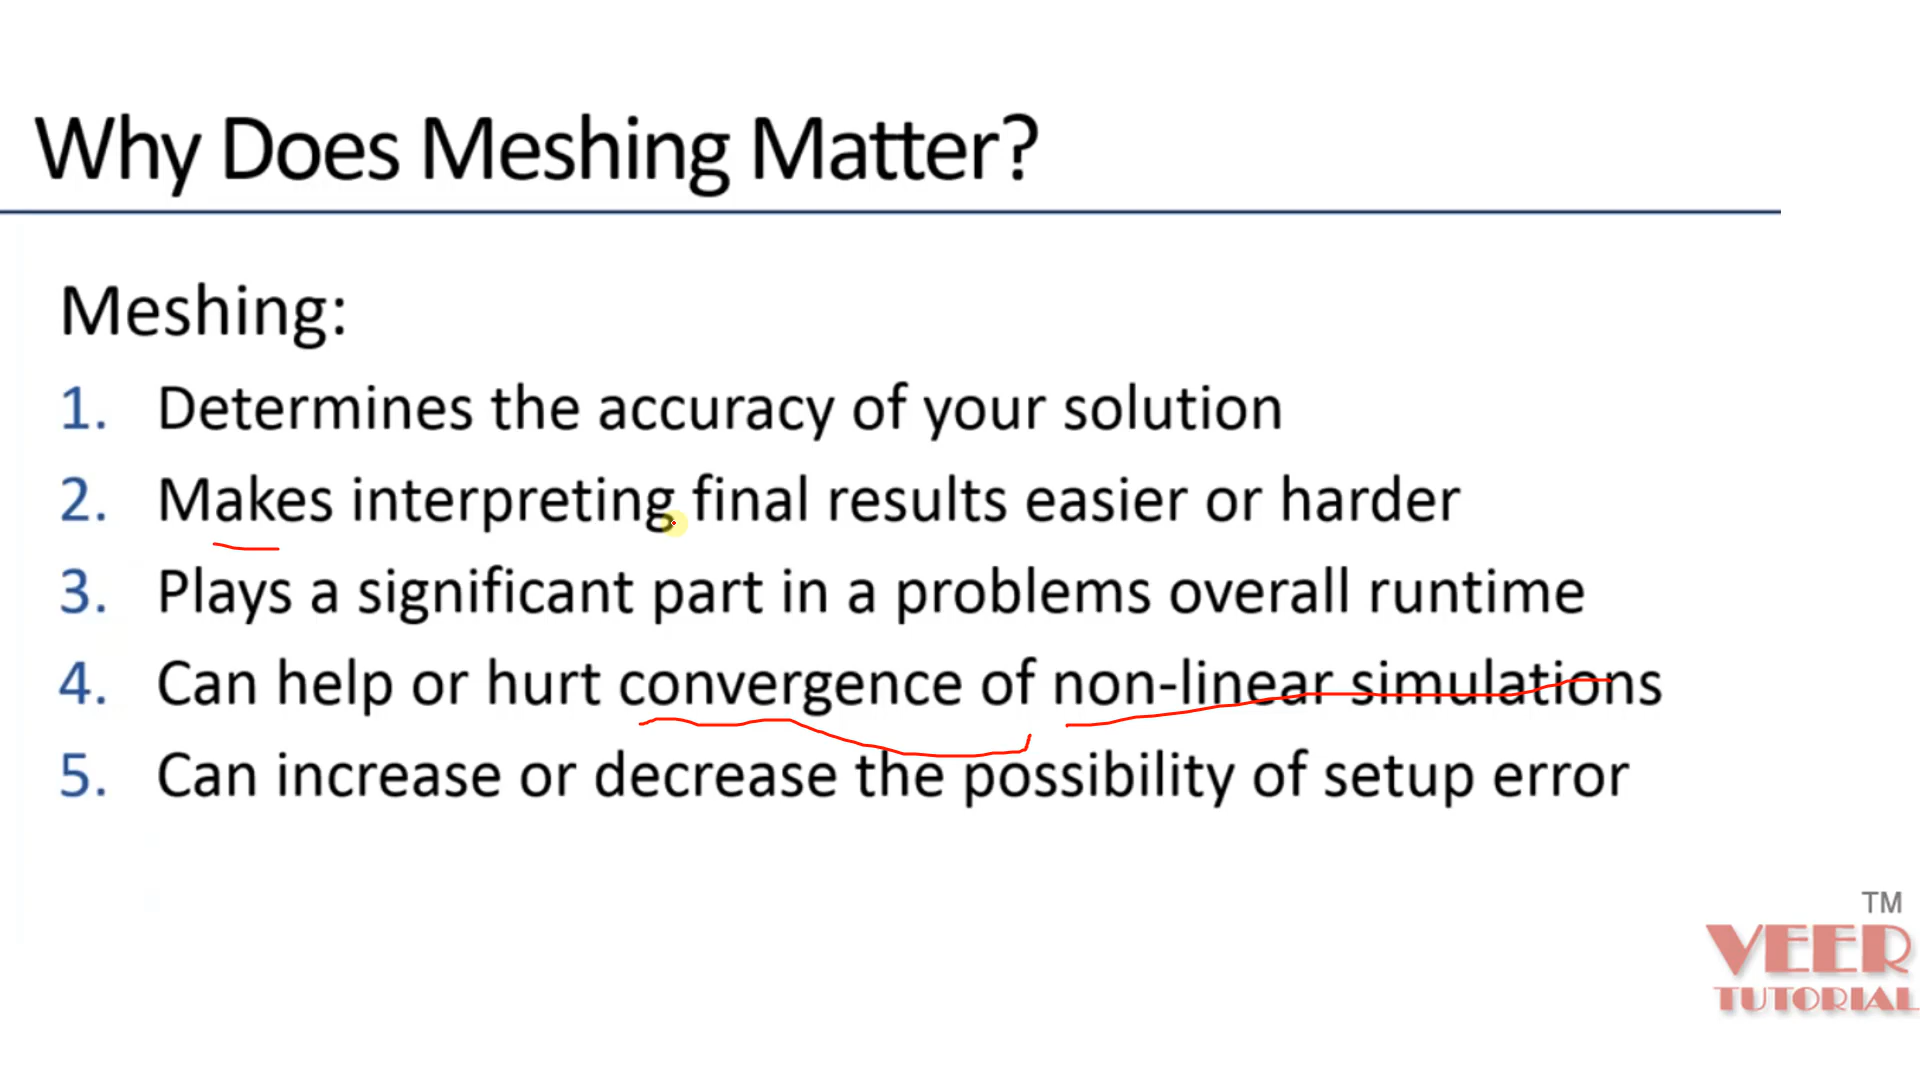 Why Does Meshing Matter?
Meshing:
1. Determines the accuracy of your solution
2. Makes interpreting final results easier or harder
3. Plays a significant part in a problems overall runtime
4. Can help or hurt convergence of non-linear simulations
5. Can increase or decrease the possibility of setup error
TM
VEER
TUTORIAL